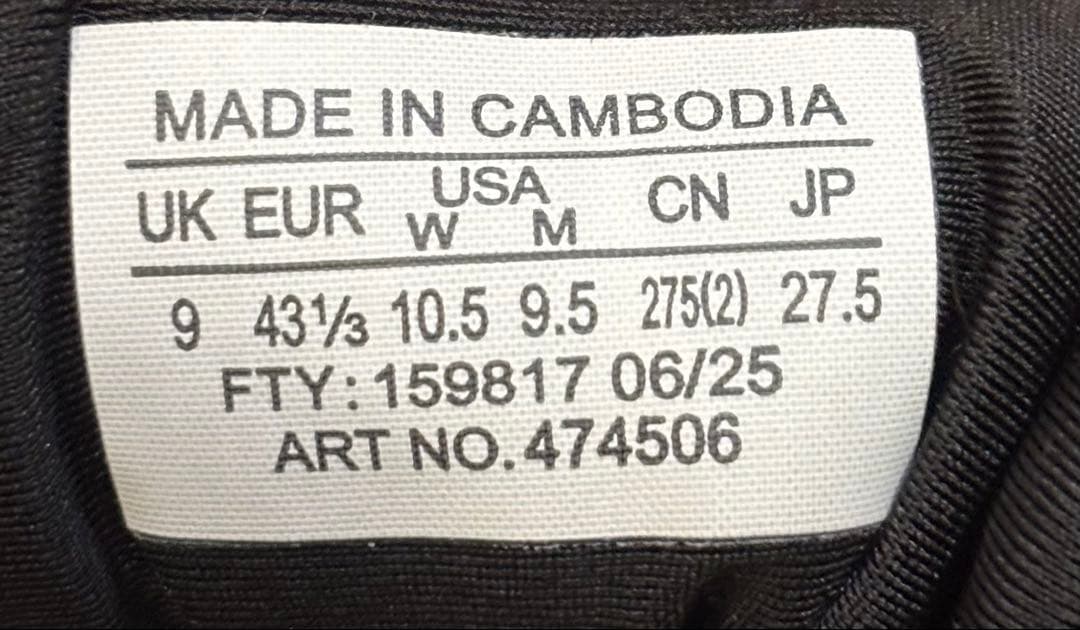 MADE IN CAMBODIA
UK EUR USA CN JP
W M
9 43⅓ 10.5 9.5 275(2) 27.5
FTY: 159817 06/25
ART NO. 474506